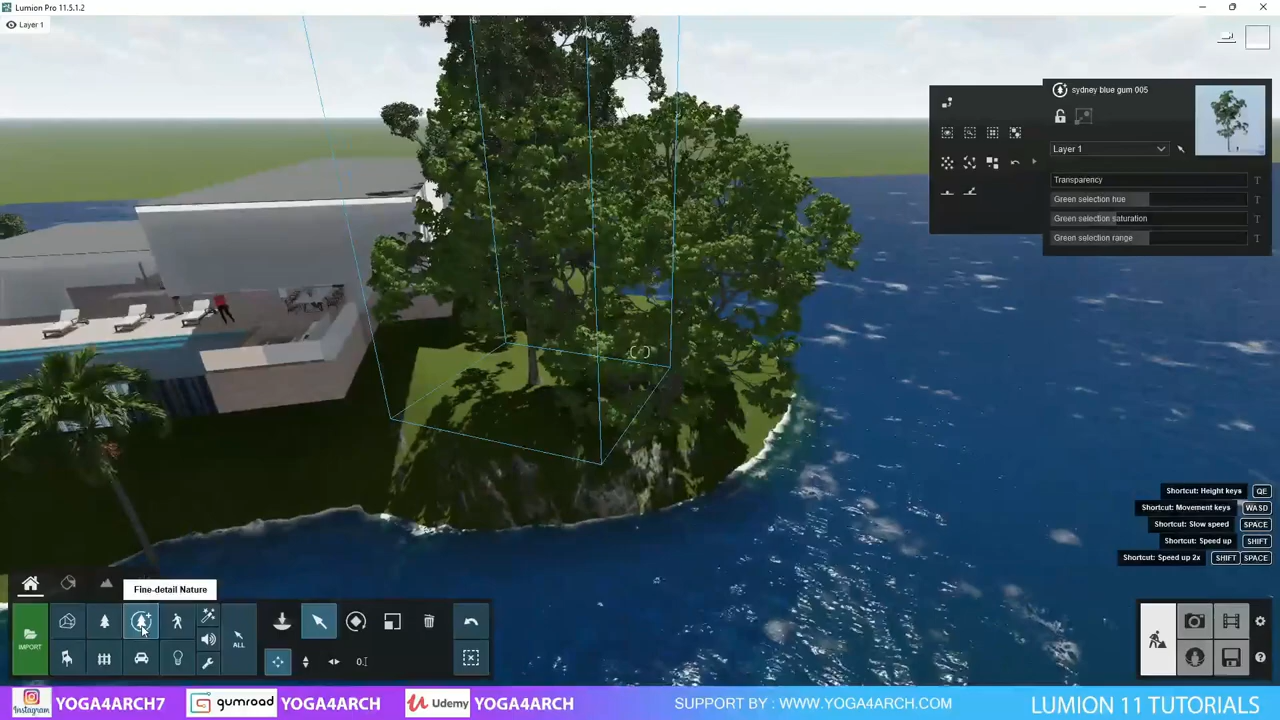 Lumion Pro 11.5.1.2
Layer 1
sydney blue gum 005
Layer 1
Transparency
T
Green selection hue
T
Green selection saturation
T
Green selection range
T
Shortcut: Height keys QE
Shortcut: Movement keys WASD
Shortcut: Slow speed SPACE
Shortcut: Speed up SHIFT
Shortcut: Speed up 2x SHIFT SPACE
Fine-detail Nature
IMPORT
ALL
Instagram YOGA4ARCH7 gumroad YOGA4ARCH Udemy YOGA4ARCH SUPPORT BY : WWW.YOGA4ARCH.COM LUMION 11 TUTORIALS